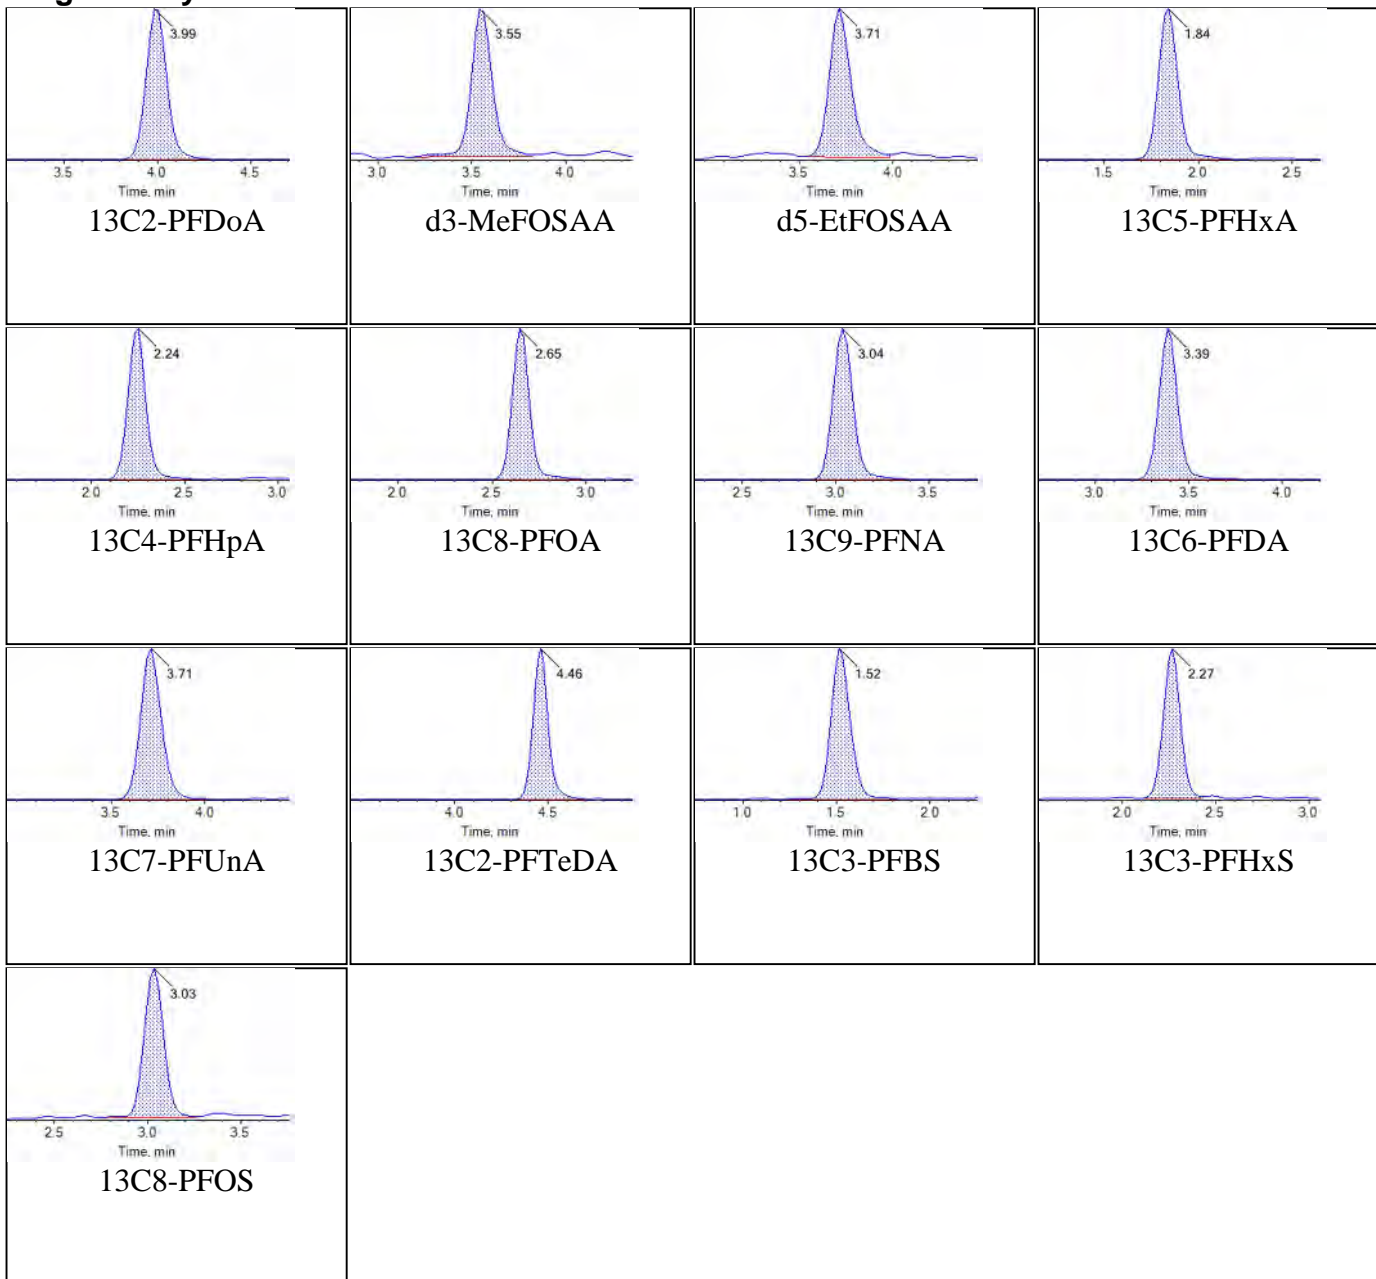 3.99
3.5 4.0 4.5
Time, min
13C2-PFDoA
3.55
3.0 3.5 4.0
Time, min
d3-MeFOSAA
3.71
3.5 4.0
Time, min
d5-EtFOSAA
1.84
1.5 2.0 2.5
Time, min
13C5-PFHxA
2.24
2.0 2.5 3.0
Time, min
13C4-PFHpA
2.65
2.0 2.5 3.0
Time, min
13C8-PFOA
3.04
2.5 3.0 3.5
Time, min
13C9-PFNA
3.39
3.0 3.5 4.0
Time, min
13C6-PFDA
3.71
3.5 4.0
Time, min
13C7-PFUnA
4.46
4.0 4.5
Time, min
13C2-PFTeDA
1.52
1.0 1.5 2.0
Time, min
13C3-PFBS
2.27
2.0 2.5 3.0
Time, min
13C3-PFHxS
3.03
2.5 3.0 3.5
Time, min
13C8-PFOS